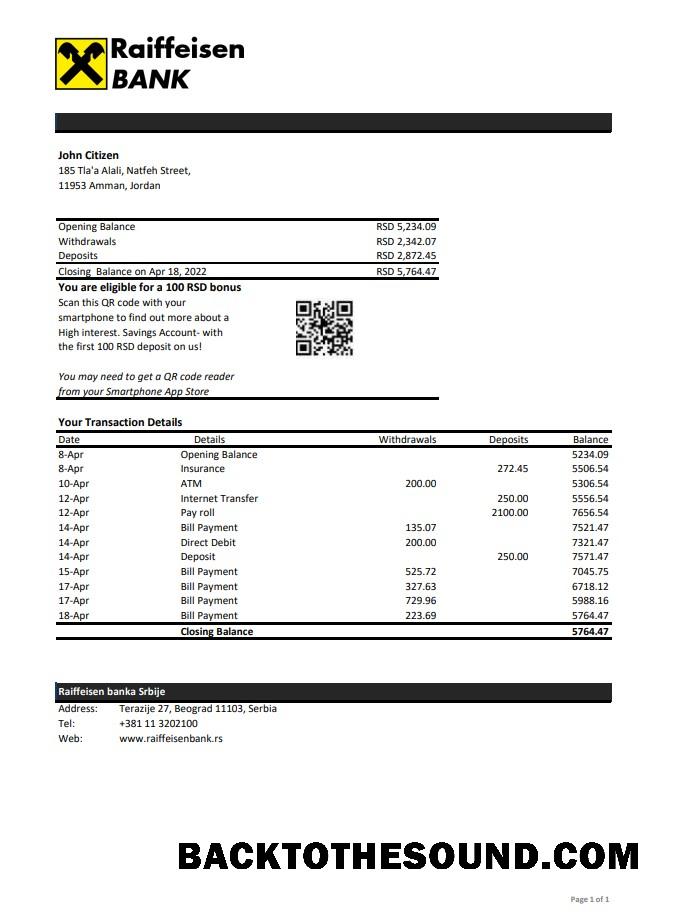 Raiffeisen
BANK
John Citizen
185 Tla'a Alali, Natfeh Street,
11953 Amman, Jordan
Opening Balance RSD 5,234.09
Withdrawals RSD 2,342.07
Deposits RSD 2,872.45
Closing Balance on Apr 18, 2022 RSD 5,764.47
You are eligible for a 100 RSD bonus
Scan this QR code with your
smartphone to find out more about a
High interest. Savings Account- with
the first 100 RSD deposit on us!
You may need to get a QR code reader
from your Smartphone App Store
Your Transaction Details
Date Details Withdrawals Deposits Balance
8-Apr Opening Balance 5234.09
8-Apr Insurance 272.45 5506.54
10-Apr ATM 200.00 5306.54
12-Apr Internet Transfer 250.00 5556.54
12-Apr Pay roll 2100.00 7656.54
14-Apr Bill Payment 135.07 7521.47
14-Apr Direct Debit 200.00 7321.47
14-Apr Deposit 250.00 7571.47
15-Apr Bill Payment 525.72 7045.75
17-Apr Bill Payment 327.63 6718.12
17-Apr Bill Payment 729.96 5988.16
18-Apr Bill Payment 223.69 5764.47
Closing Balance 5764.47
Raiffeisen banka Srbije
Address: Terazije 27, Beograd 11103, Serbia
Tel: +381 11 3202100
Web: www.raiffeisenbank.rs
BACKTOTHESOUND.COM
Page 1 of 1